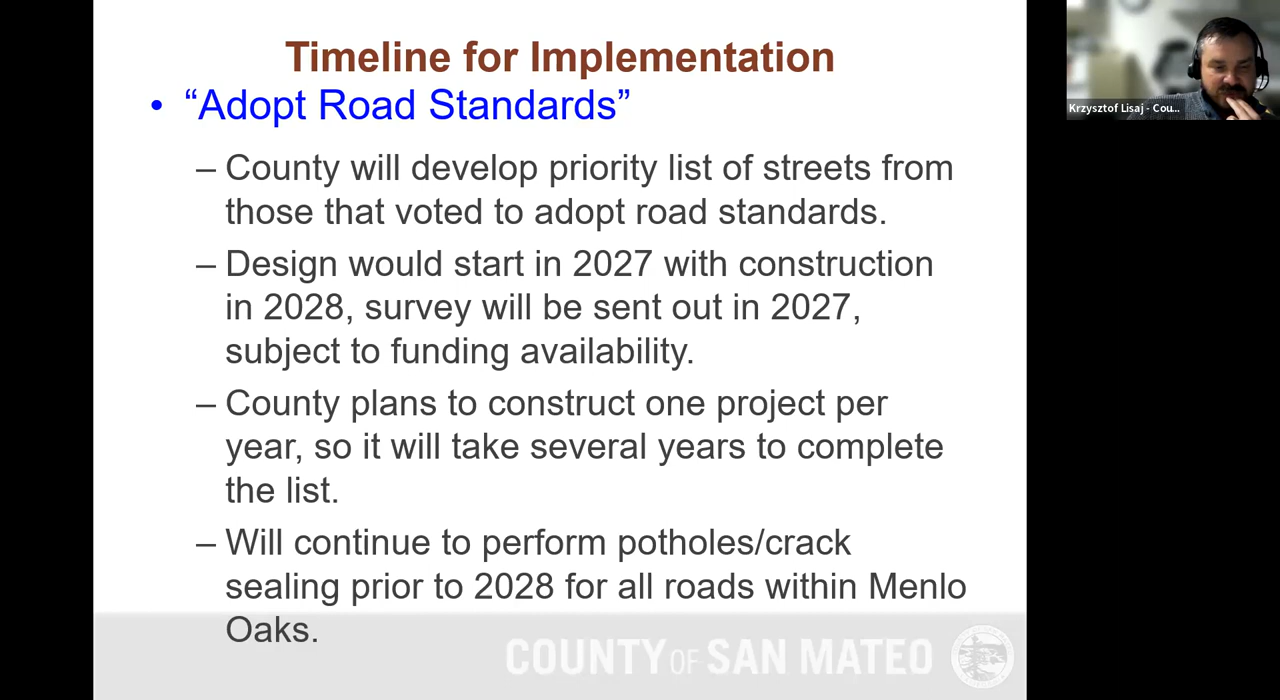 Timeline for Implementation
• “Adopt Road Standards”
– County will develop priority list of streets from
those that voted to adopt road standards.
– Design would start in 2027 with construction
in 2028, survey will be sent out in 2027,
subject to funding availability.
– County plans to construct one project per
year, so it will take several years to complete
the list.
– Will continue to perform potholes/crack
sealing prior to 2028 for all roads within Menlo
Oaks.
COUNTY OF SAN MATEO
Krzysztof Lisaj - Cou...